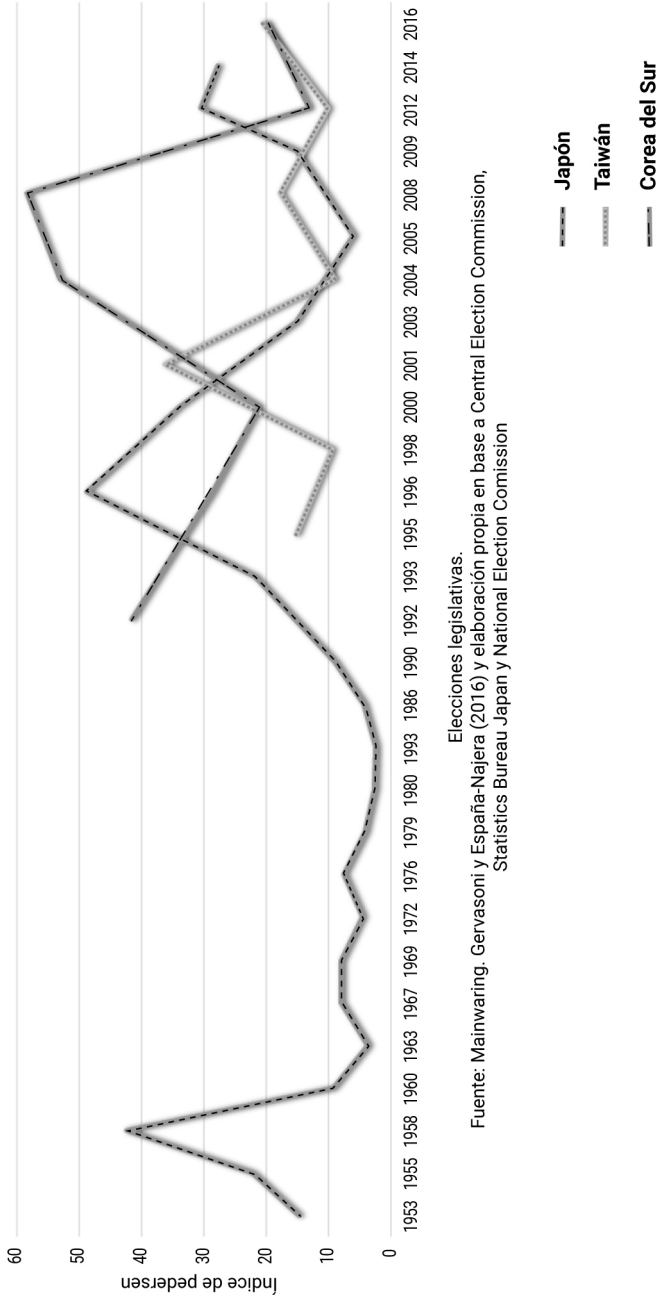 60
50
40
30
20
10
0
Índice de pedersen
1953 1955 1958 1960 1963 1967 1969 1972 1976 1979 1980 1993 1986 1990 1992 1993 1995 1996 1998 2000 2001 2003 2004 2005 2008 2009 2012 2014 2016
Elecciones legislativas.
Fuente: Mainwaring. Gervasoni y España-Najera (2016) y elaboración propia en base a Central Election Commission,
Statistics Bureau Japan y National Election Comission
Japón
Taiwán
Corea del Sur